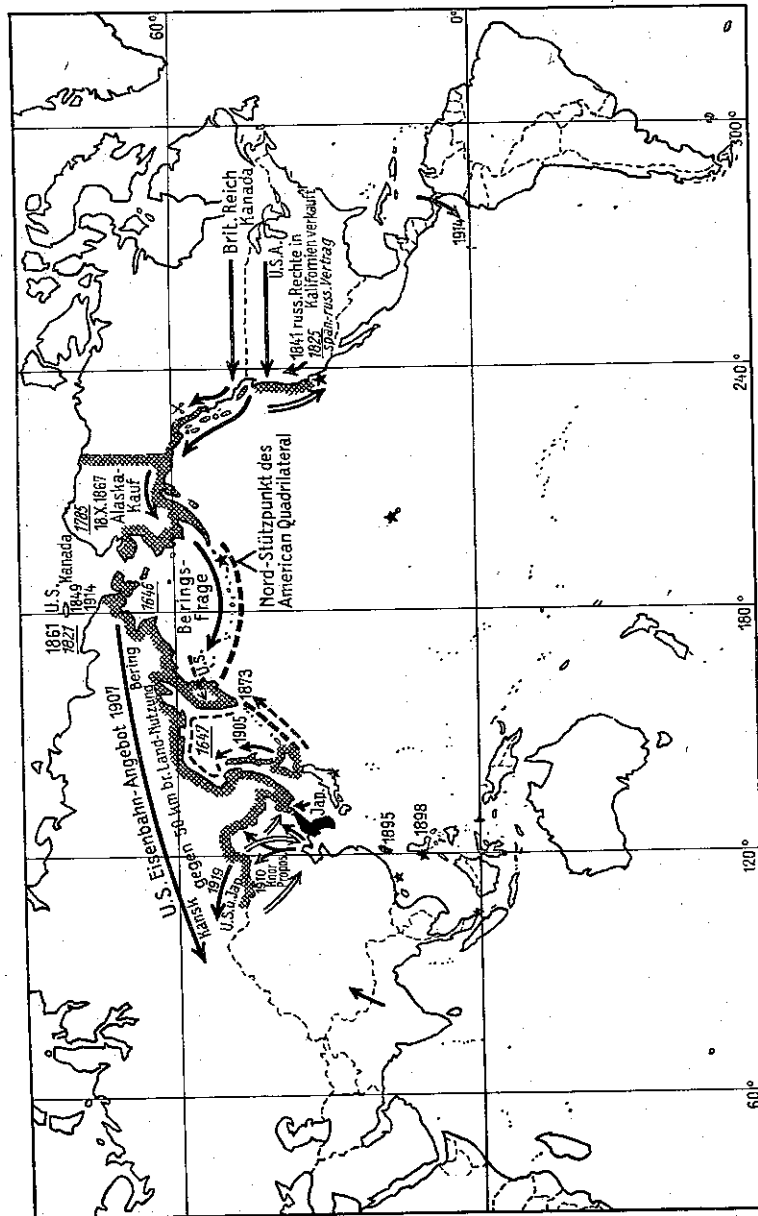 60°
0°
Brit. Reich
Kanada
U.S.A.
1841 russ. Rechte in
Kalifornien verkauft
1825
span.-russ. Vertrag
1914
300°
240°
180°
120°
60°
1785
18.X.1867
Alaska-
Kauf
U.S.
Kanada
1849
1914
1861
1827
1646
Bering
Berings-
Frage
Nord-Stützpunkt des
American Quadrilateral
U.S.
U.S. Eisenbahn-Angebot 1907
Kansk gegen 50 km br. Land-Nutzung
1647
1905
1873
Jap.
1919
U.S.u.Jap.
1910
Knox
Propos.
1895
1898